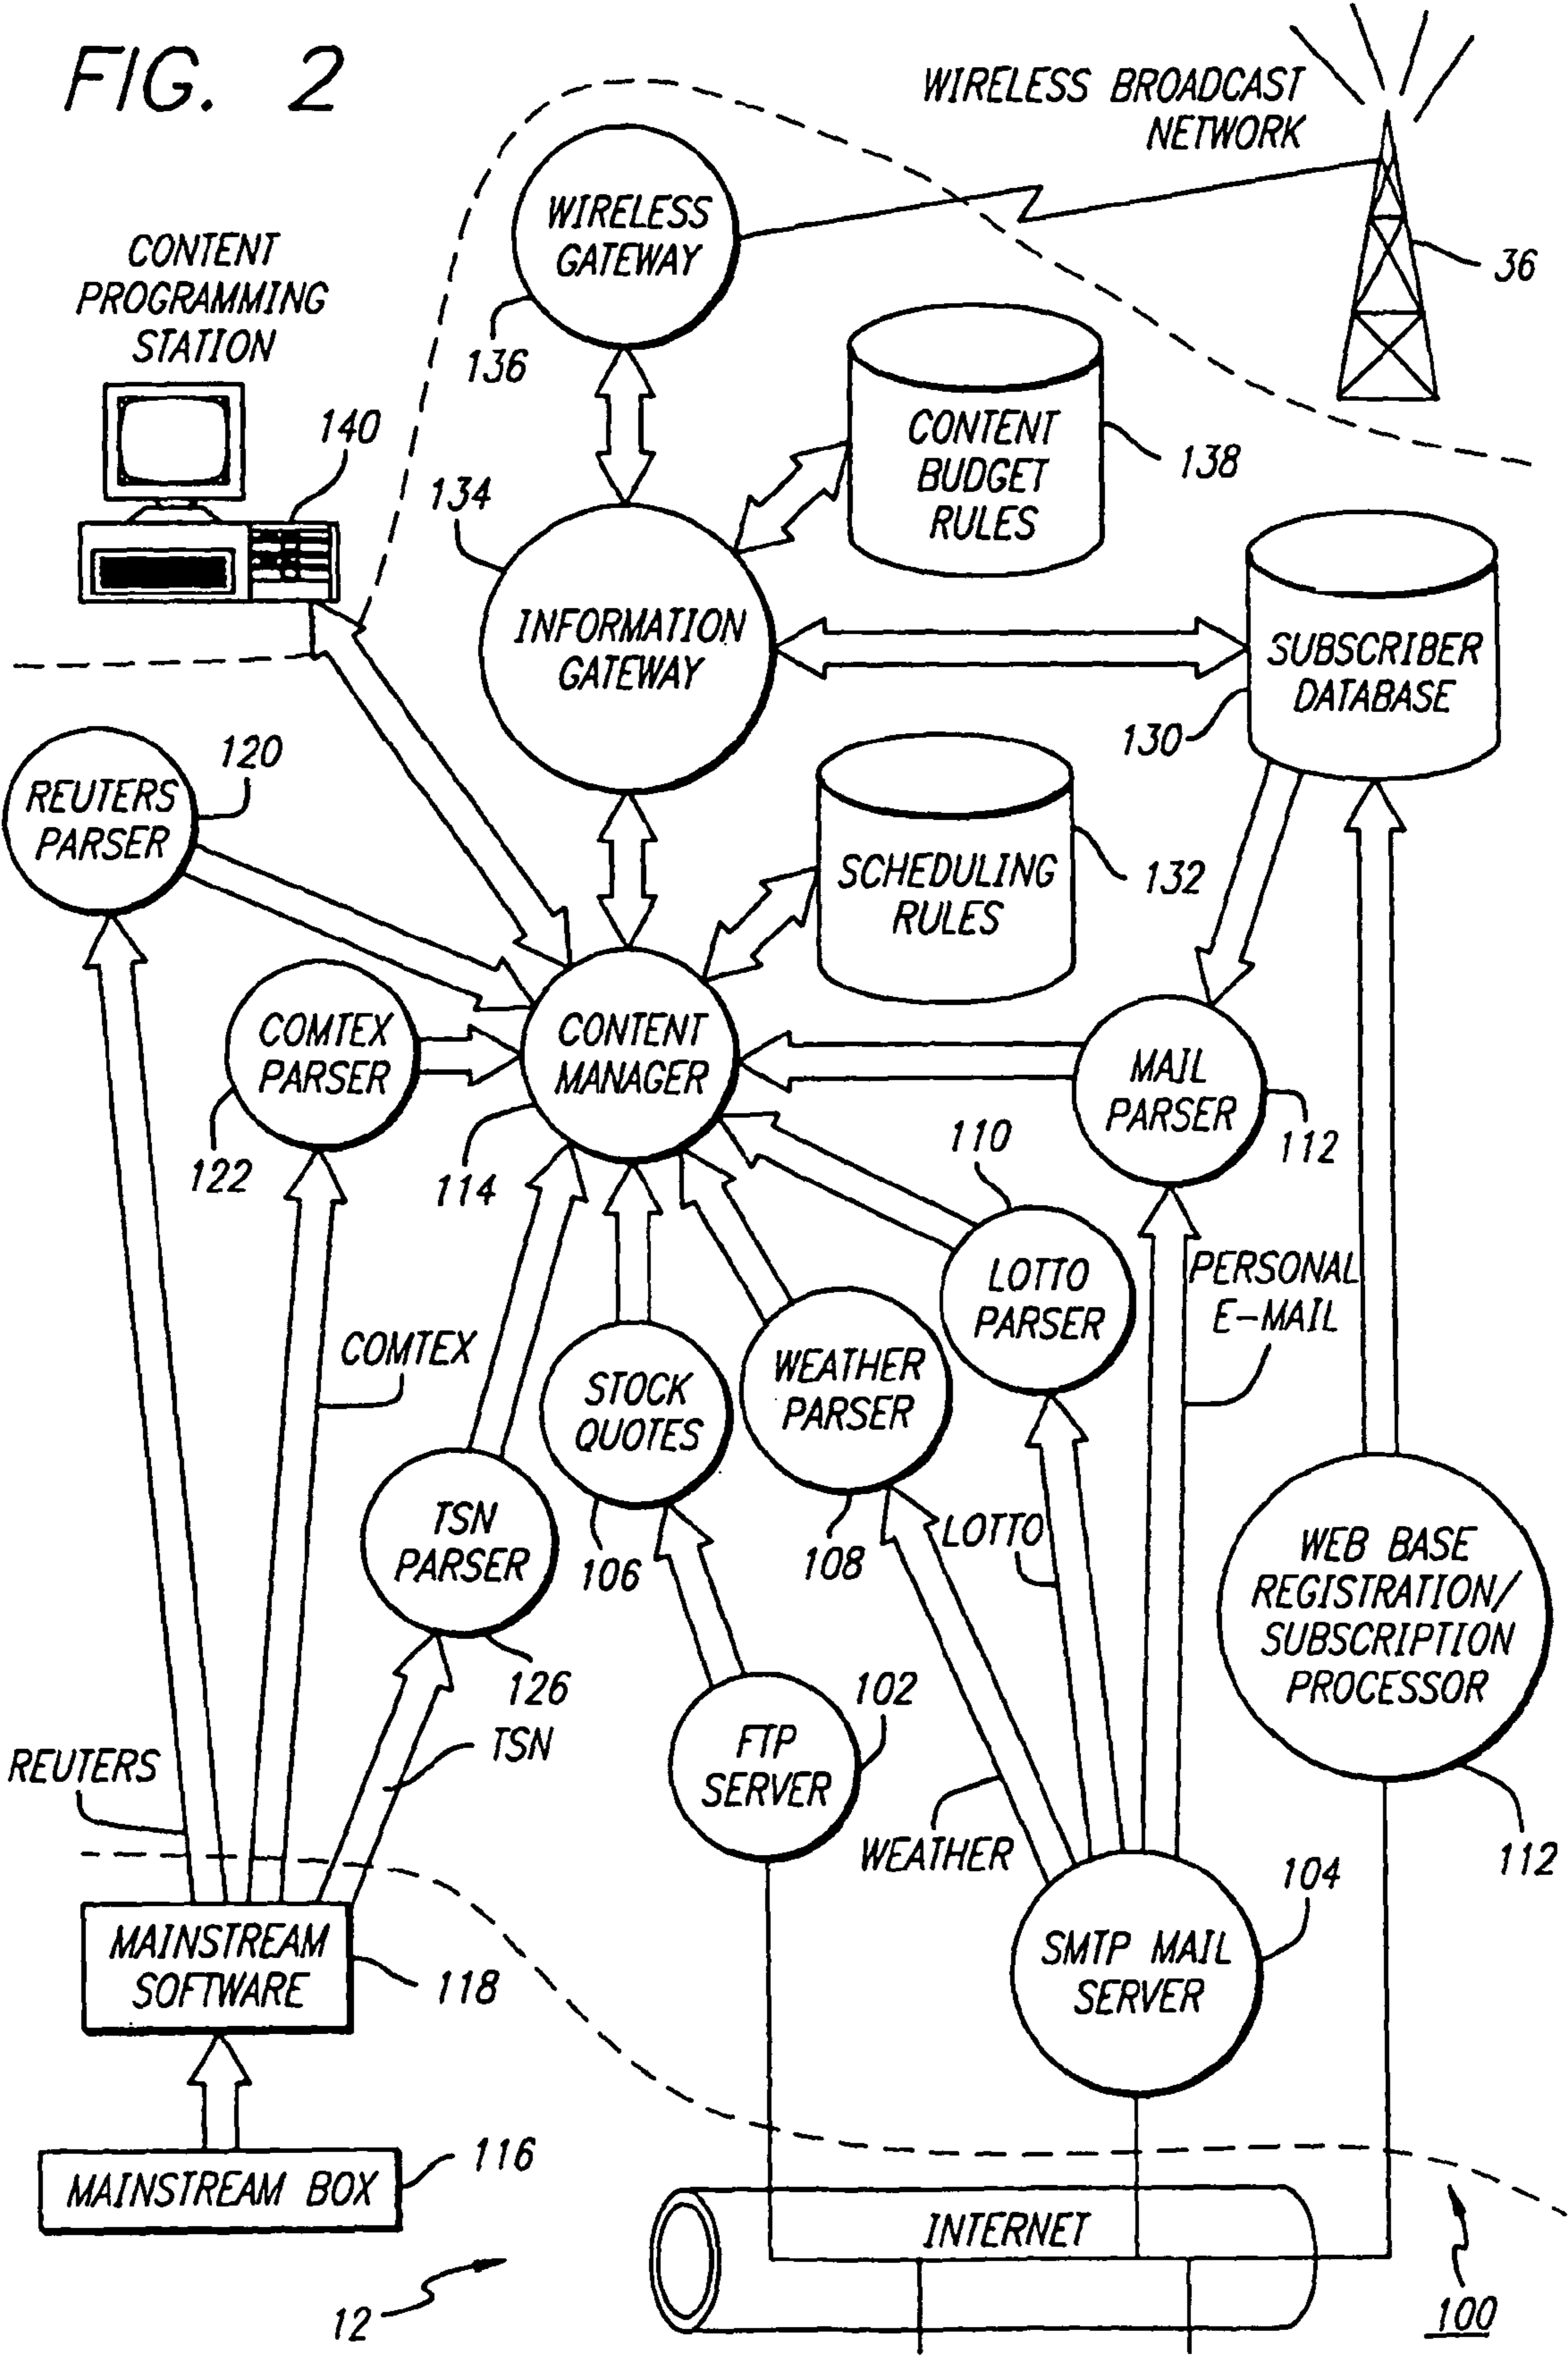 FIG. 2
WIRELESS BROADCAST
NETWORK
36
WIRELESS
GATEWAY
136
CONTENT
PROGRAMMING
STATION
140
CONTENT
BUDGET
RULES
138
134
INFORMATION
GATEWAY
SUBSCRIBER
DATABASE
130
REUTERS
PARSER
120
SCHEDULING
RULES
132
COMTEX
PARSER
122
CONTENT
MANAGER
114
MAIL
PARSER
112
110
LOTTO
PARSER
PERSONAL
E-MAIL
COMTEX
STOCK
QUOTES
106
WEATHER
PARSER
108
LOTTO
TSN
PARSER
126
TSN
WEB BASE
REGISTRATION/
SUBSCRIPTION
PROCESSOR
112
FTP
SERVER
102
REUTERS
WEATHER
SMTP MAIL
SERVER
104
MAINSTREAM
SOFTWARE
118
MAINSTREAM BOX
116
INTERNET
12
100